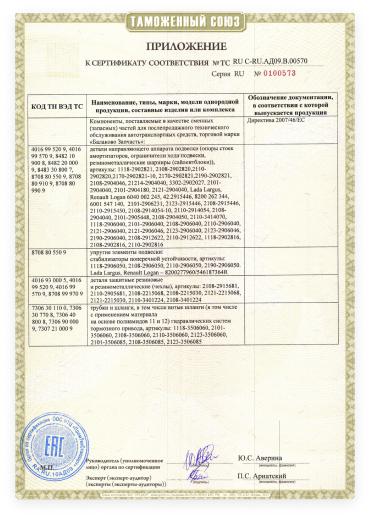 ТАМОЖЕННЫЙ СОЮЗ
ПРИЛОЖЕНИЕ
К СЕРТИФИКАТУ СООТВЕТСТВИЯ №ТС RU C-RU.АД09.В.00570
Серия RU № 0100573
КОД ТН ВЭД ТС
Наименование, типы, марки, модели однородной
продукции, составные изделия или комплекса
Обозначение документации,
в соответствии с которой
выпускается продукция
Компоненты, поставляемые в качестве сменных
(запасных) частей для послепродажного технического
обслуживания автотранспортных средств, торговой марки
«Балаково Запчасть»:
Директива 2007/46/ЕС
4016 99 520 9, 4016
99 570 9, 8482 10
900 8, 8482 20 000
9, 8483 30 800 7,
8708 80 550 9, 8708
80 910 9, 8708 80
990 9
детали направляющего аппарата подвески (опоры стоек
амортизаторов, ограничители хода подвески,
резинометаллические шарниры (сайлентблоки)),
артикулы: 1118-2902821, 2108-2902820,2110-
2902820,2170-2902821-10, 2170-2902821,2190-2902821,
2108-2904046, 21214-2904040, 3302-2902027, 2101-
2904040, 2101-2904180, 2121-2904040, Lada Largus,
Renault Logan 6040 002 245, 42.2915446, 8200 262 344,
6001 547 140, 2101-2906231, 2123-2915446, 2108-2915446,
2110-2915450, 2108-2914054-10, 2110-2914054, 2108-
2904040, 2101-2905448, 2108-2904050, 2110-3414070,
1118-2906040, 2101-2906040, 2108-2906040, 2110-2906040,
2121-2906040, 2121-2906046, 2123-2906040, 2123-2906046,
2190-2906040, 2108-2912622, 2110-2912622, 1118-2902816,
2108-2902816, 2110-2902816
8708 80 550 9
упругие элементы подвески:
стабилизаторы поперечной устойчивости, артикулы:
1118-2906050, 2108-2906050, 2110-2906050, 2190-2906050.
Lada Largus, Renault Logan – 8200277960/546187364R
4016 93 000 5, 4016
99 520 9, 4016 99
570 9, 8708 99 970 9
детали защитные резиновые
и резинометаллические (чехлы), артикулы: 2108-2915681,
2110-2905681, 2108-2215068, 2108-2215030, 2121-2215068,
2121-2215030, 2110-3401224, 2108-3401224
7306 30 110 0, 7306
30 770 8, 7306 40
800 8, 7306 90 000
9, 7307 21 000 9
трубки и шланги, в том числе витые шланги (в том числе
с применением материала
на основе полиамидов 11 и 12) гидравлических систем
тормозного привода, артикулы: 1118-3506060, 2101-
3506060, 2108-3506060, 2110-3506060, 2123-3506060,
2101-3506085, 2108-3506085, 2123-3506085
М.П.
Руководитель (уполномоченное
лицо) органа по сертификации
Ю.С. Аверина
Эксперт (эксперт-аудитор)
(эксперты (эксперты-аудиторы))
П.С. Арнатский